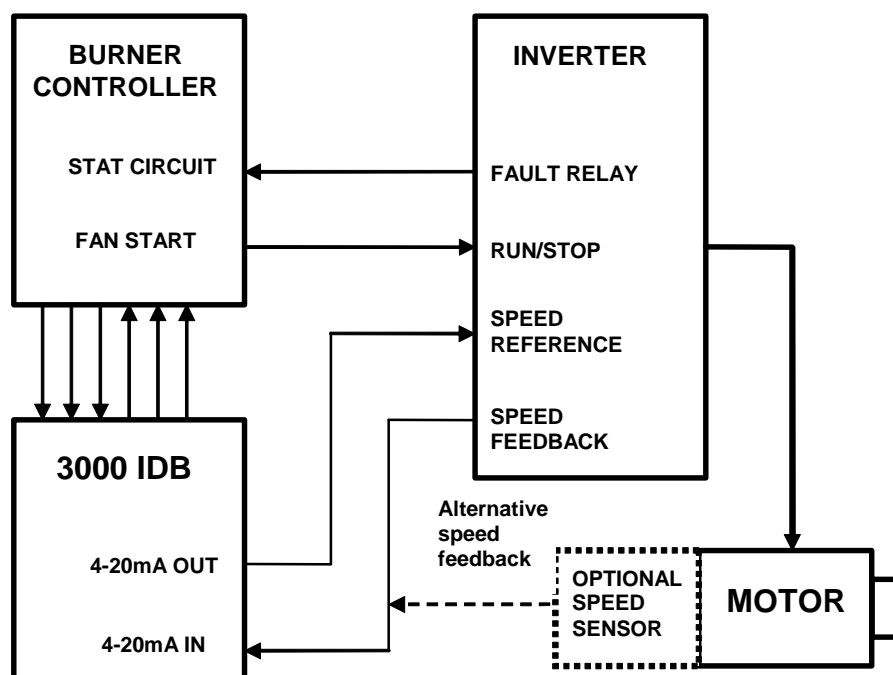 BURNER
CONTROLLER
STAT CIRCUIT
FAN START
INVERTER
FAULT RELAY
RUN/STOP
SPEED
REFERENCE
SPEED
FEEDBACK
3000 IDB
4-20mA OUT
4-20mA IN
Alternative
speed
feedback
OPTIONAL
SPEED
SENSOR
MOTOR